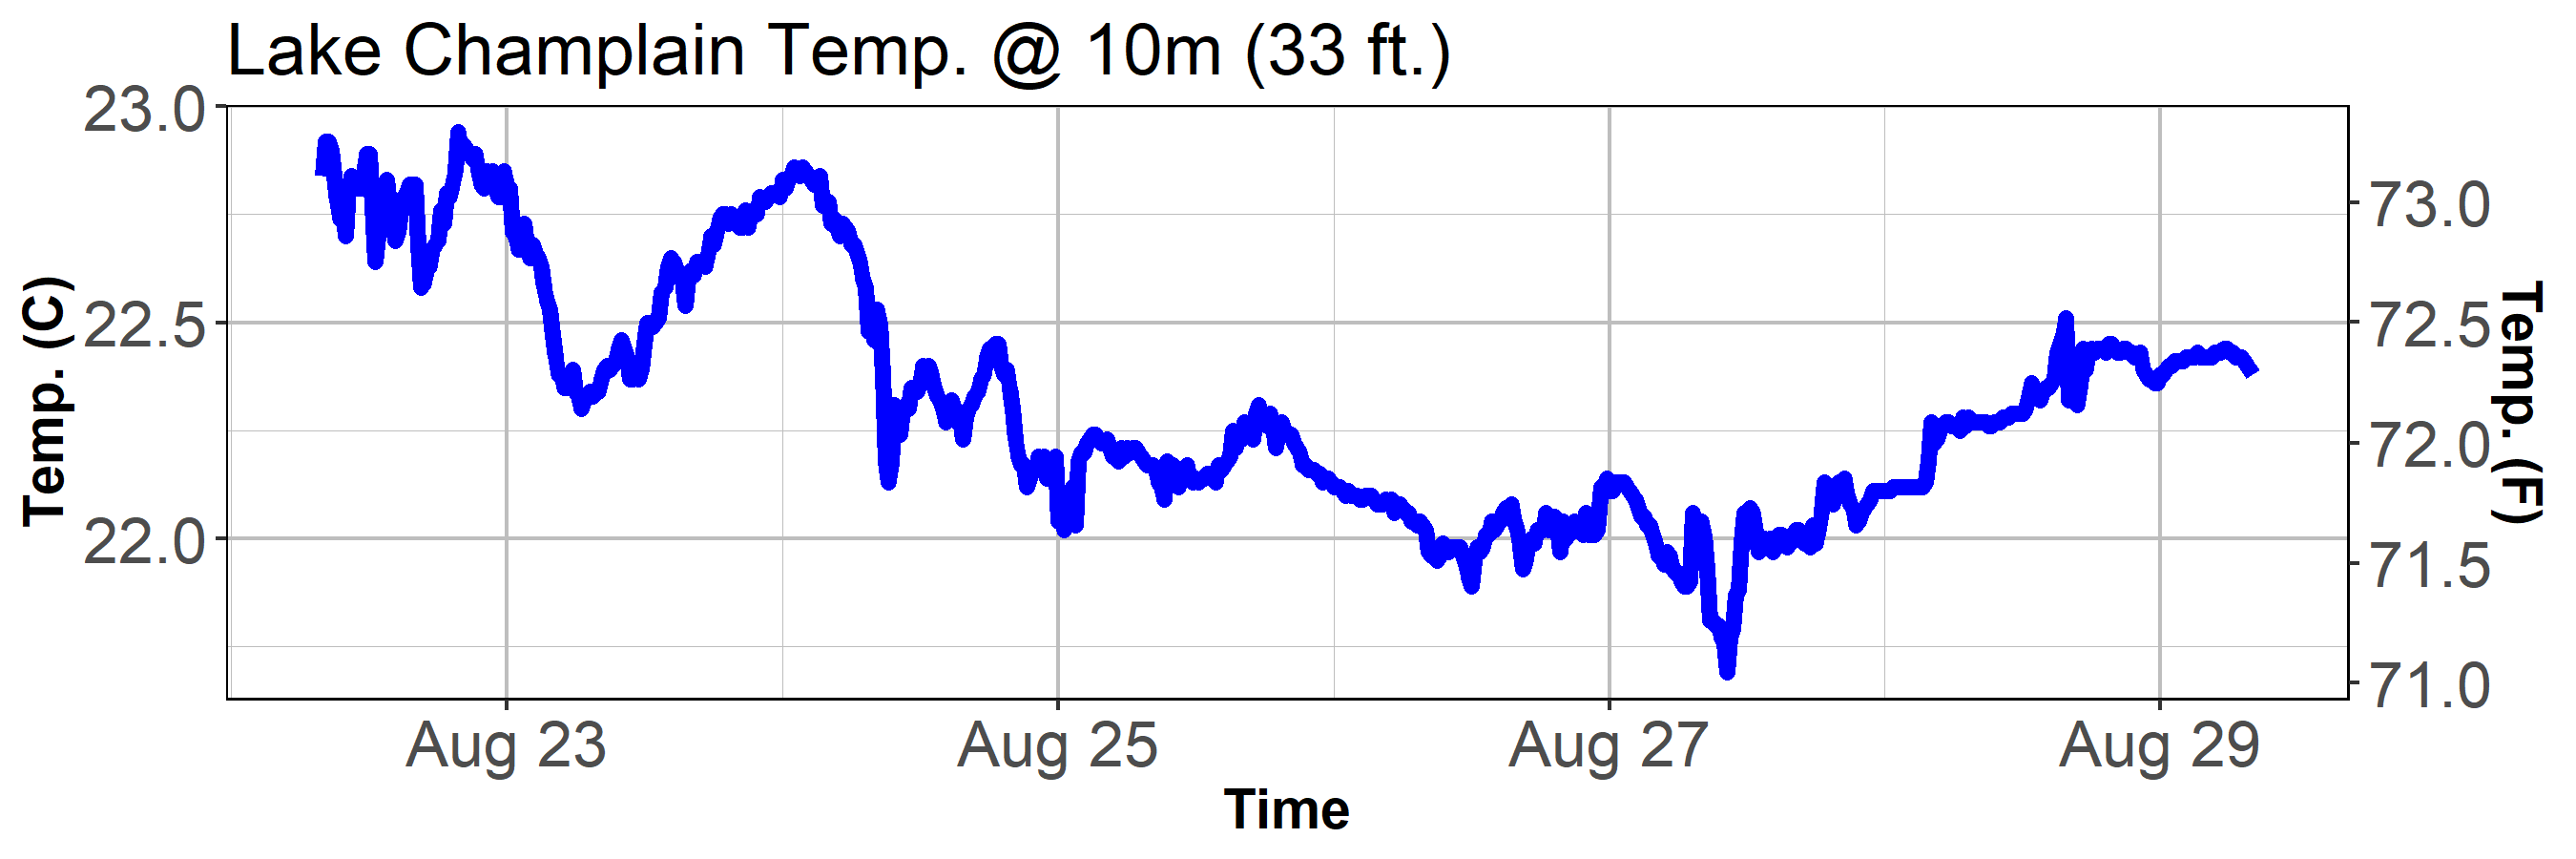 Lake Champlain Temp. @ 10m (33 ft.)
Temp. (C)
23.0
22.5
22.0
73.0
72.5
72.0
71.5
71.0
Temp. (F)
Aug 23 Aug 25 Aug 27 Aug 29
Time